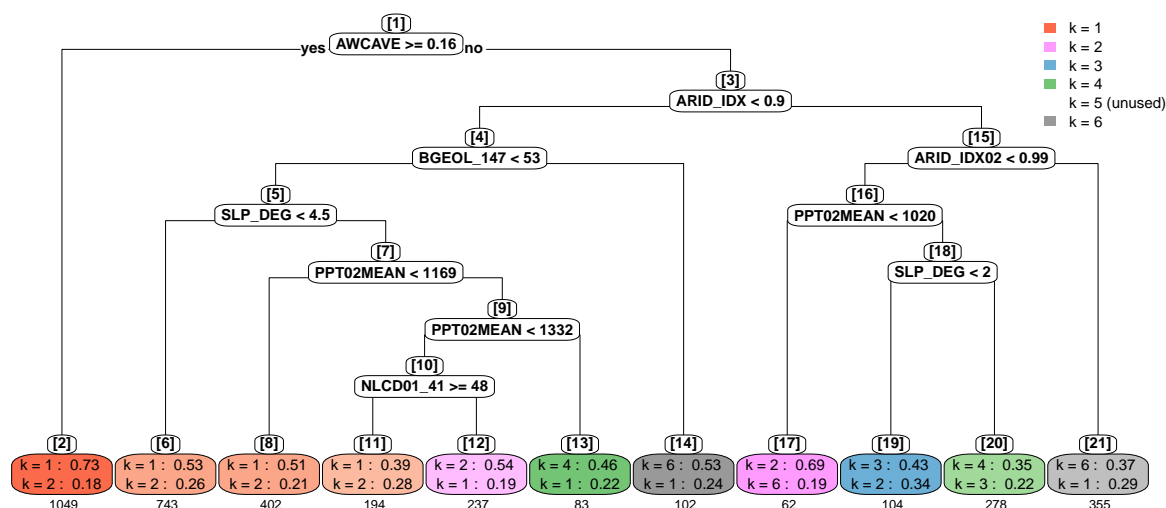 [1]
yes AWCAVE >= 0.16 no
k = 1
k = 2
k = 3
k = 4
k = 5 (unused)
k = 6
[3]
ARID_IDX < 0.9
[4]
BGEOL_147 < 53
[15]
ARID_IDX02 < 0.99
[5]
SLP_DEG < 4.5
[16]
PPT02MEAN < 1020
[7]
PPT02MEAN < 1169
[18]
SLP_DEG < 2
[9]
PPT02MEAN < 1332
[10]
NLCD01_41 >= 48
[2]
k = 1 : 0.73
k = 2 : 0.18
1049
[6]
k = 1 : 0.53
k = 2 : 0.26
743
[8]
k = 1 : 0.51
k = 2 : 0.21
402
[11]
k = 1 : 0.39
k = 2 : 0.28
194
[12]
k = 2 : 0.54
k = 1 : 0.19
237
[13]
k = 4 : 0.46
k = 1 : 0.22
83
[14]
k = 6 : 0.53
k = 1 : 0.24
102
[17]
k = 2 : 0.69
k = 6 : 0.19
62
[19]
k = 3 : 0.43
k = 2 : 0.34
104
[20]
k = 4 : 0.35
k = 3 : 0.22
278
[21]
k = 6 : 0.37
k = 1 : 0.29
355